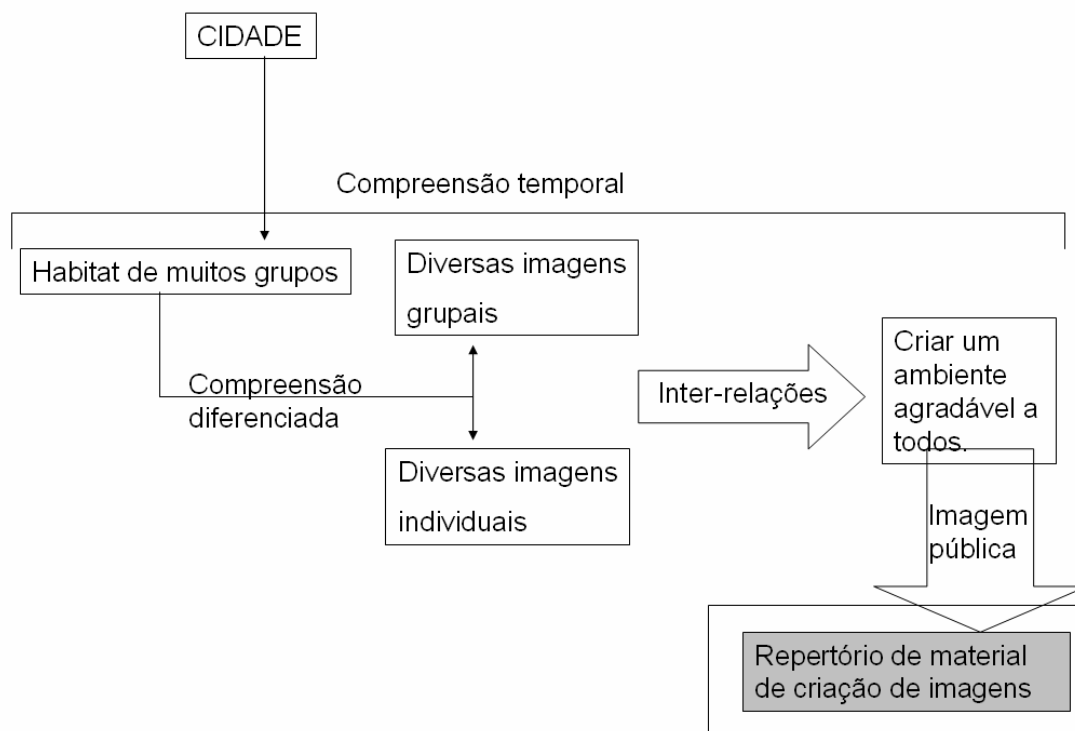 CIDADE
Compreensão temporal
Habitat de muitos grupos
Diversas imagens
grupais
Compreensão
diferenciada
Diversas imagens
individuais
Inter-relações
Criar um
ambiente
agradável a
todos.
Imagem
pública
Repertório de material
de criação de imagens